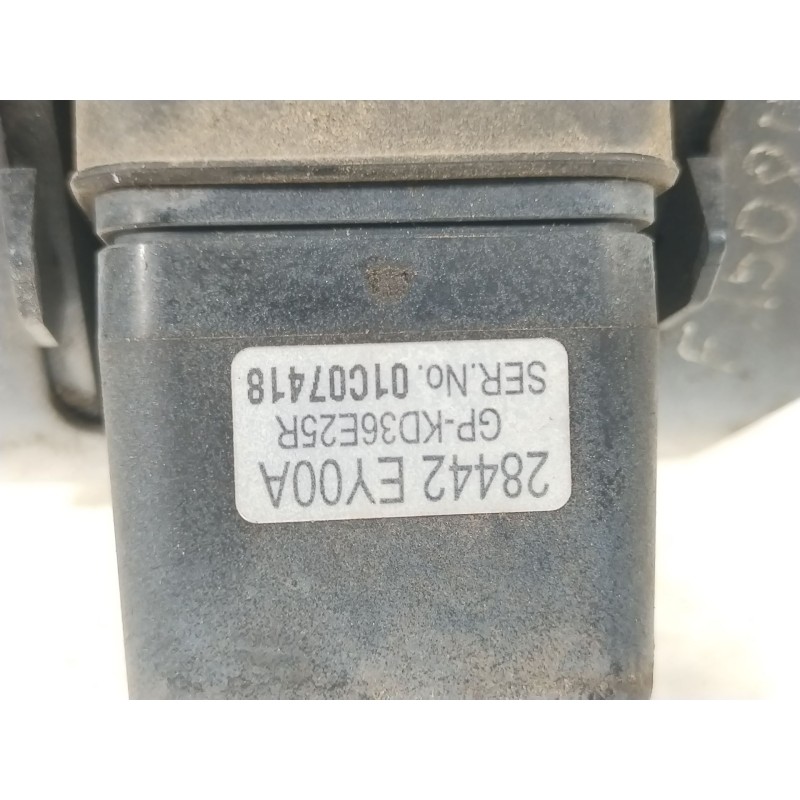 28442 EY00A
GP-KD36E25R
SER.No. 01C07418